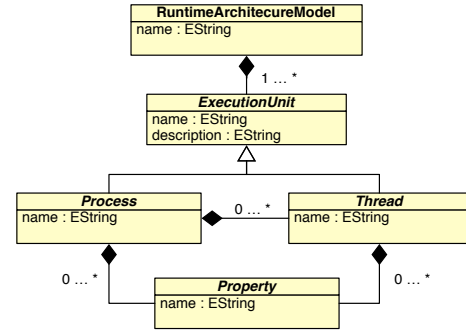 RuntimeArchitecureModel
name : EString
1 ... *
ExecutionUnit
name : EString
description : EString
Process
name : EString
0 ... *
Thread
name : EString
0 ... *
0 ... *
Property
name : EString